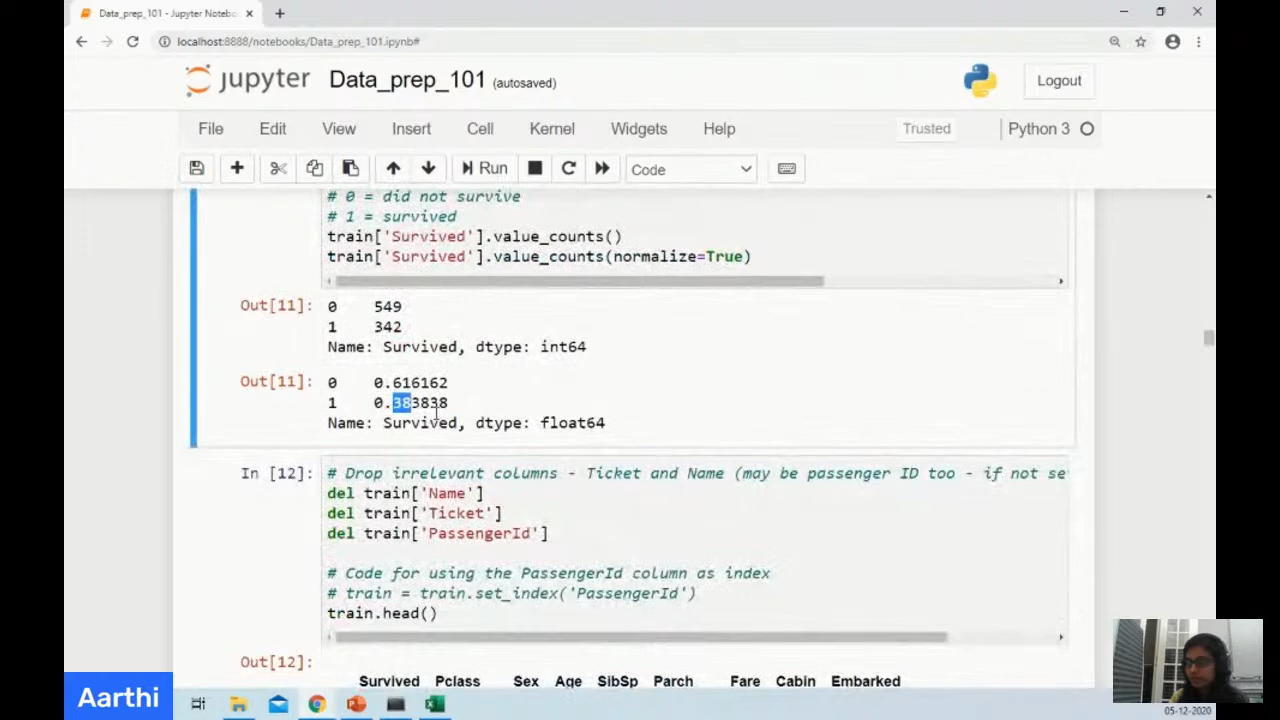 Data_prep_101 - Jupyter Notebo
localhost:8888/notebooks/Data_prep_101.ipynb#
jupyter Data_prep_101 (autosaved) Logout
File Edit View Insert Cell Kernel Widgets Help Trusted Python 3
Run Code
# 0 = did not survive
# 1 = survived
train['Survived'].value_counts()
train['Survived'].value_counts(normalize=True)
Out[11]: 0 549
1 342
Name: Survived, dtype: int64
Out[11]: 0 0.616162
1 0.383838
Name: Survived, dtype: float64
In [12]: # Drop irrelevant columns - Ticket and Name (may be passenger ID too - if not se
del train['Name']
del train['Ticket']
del train['PassengerId']
# Code for using the PassengerId column as index
# train = train.set_index('PassengerId')
train.head()
Out[12]:
Survived Pclass Sex Age SibSp Parch Fare Cabin Embarked
Aarthi
05-12-2020